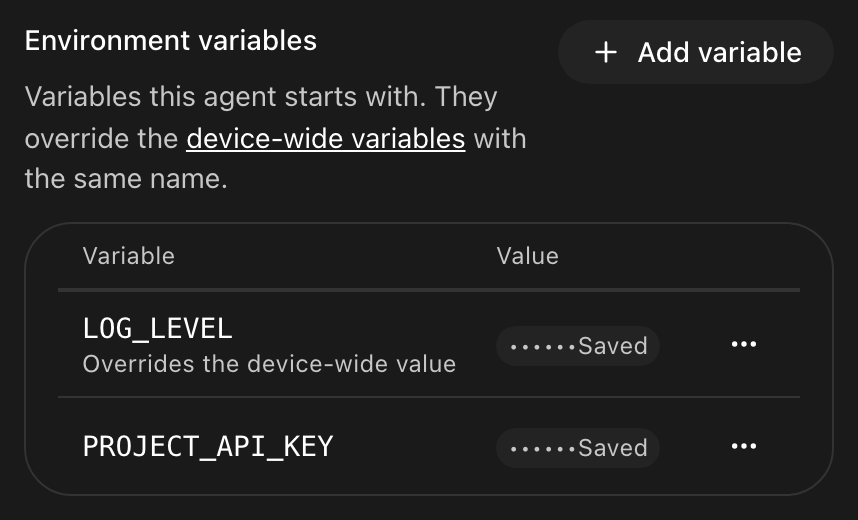 Environment variables
+ Add variable
Variables this agent starts with. They
override the device-wide variables with
the same name.
Variable Value
LOG_LEVEL
Overrides the device-wide value
••••••Saved
PROJECT_API_KEY
••••••Saved